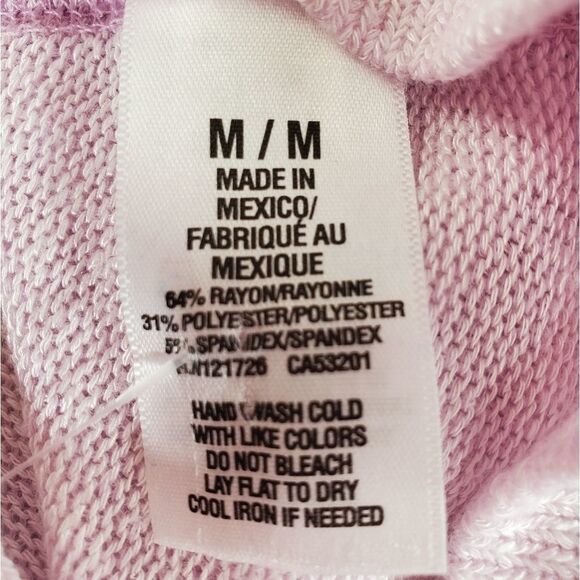 M / M
MADE IN
MEXICO/
FABRIQUÉ AU
MEXIQUE
64% RAYON/RAYONNE
31% POLYESTER/POLYESTER
5% SPANDEX/SPANDEX
CA53201
HAND WASH COLD
WITH LIKE COLORS
DO NOT BLEACH
LAY FLAT TO DRY
COOL IRON IF NEEDED